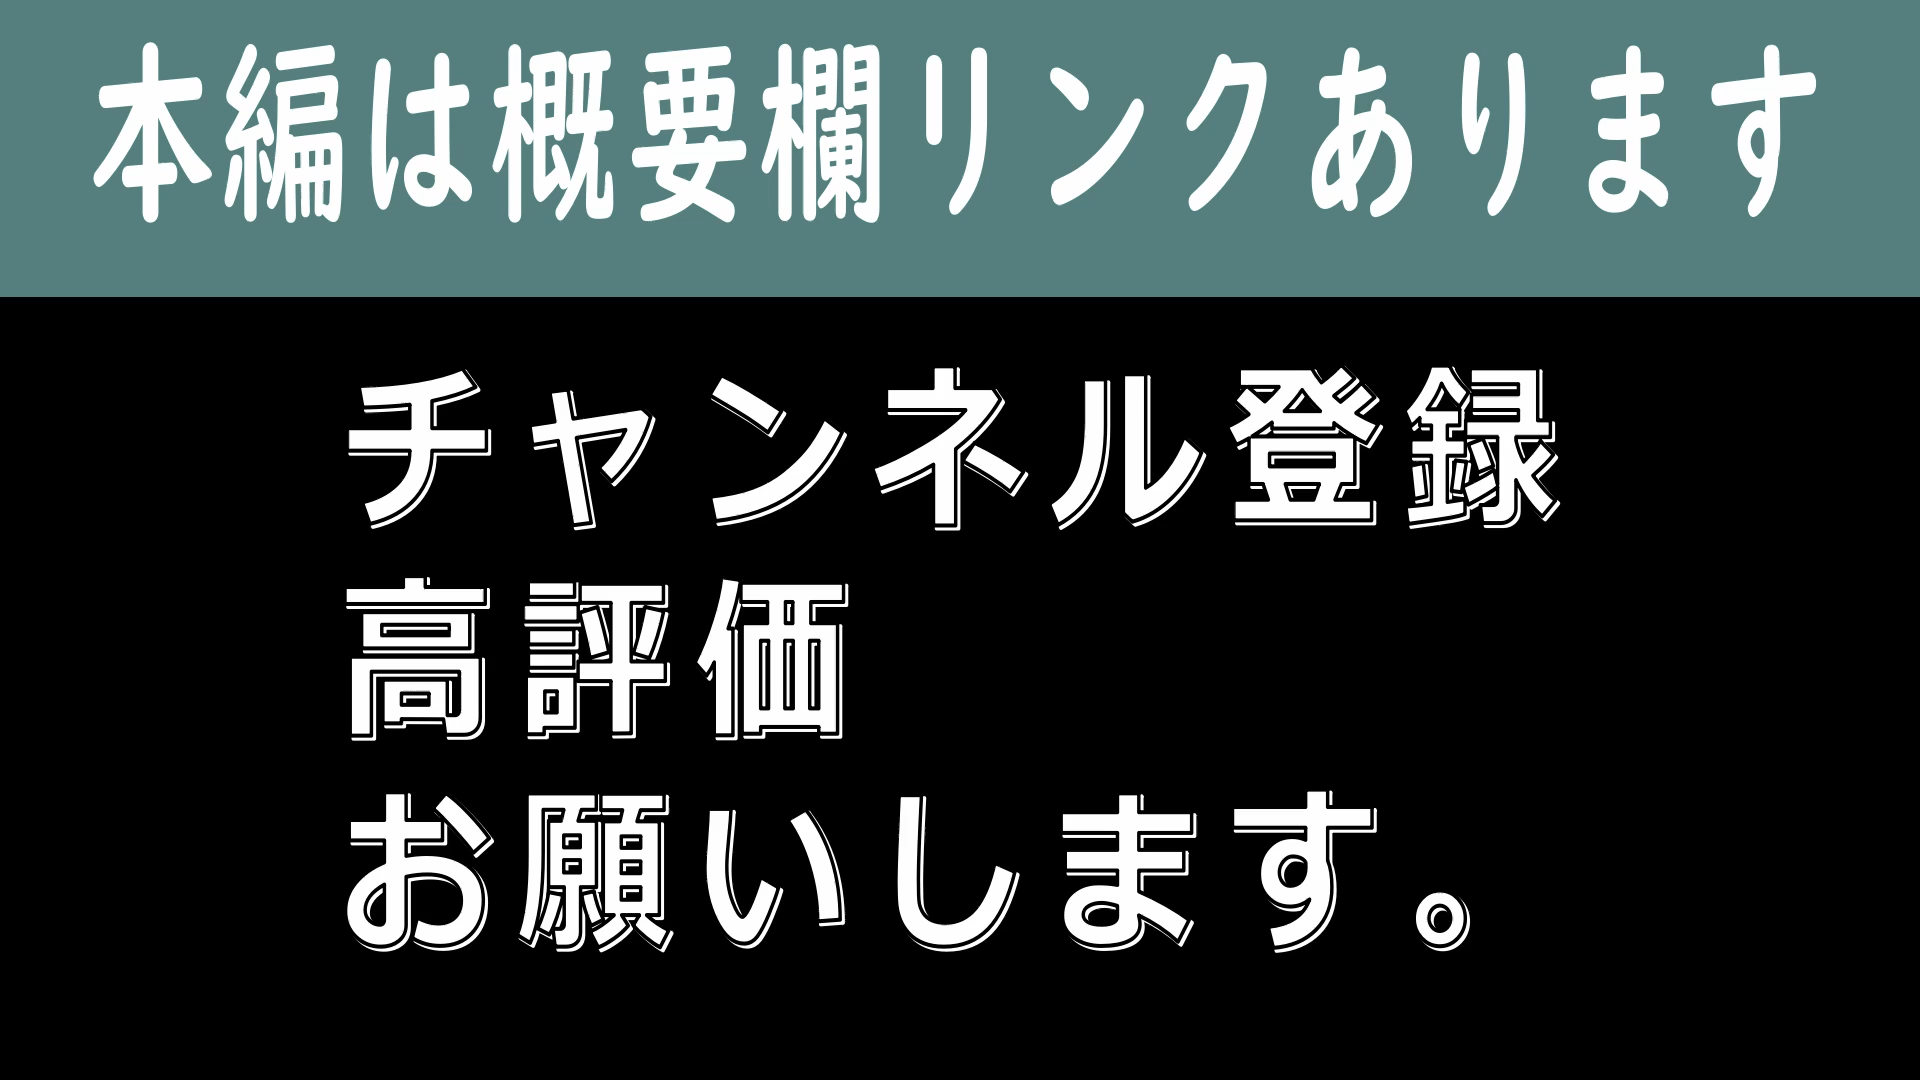 本編は概要欄リンクあります
チャンネル登録
高評価
お願いします。